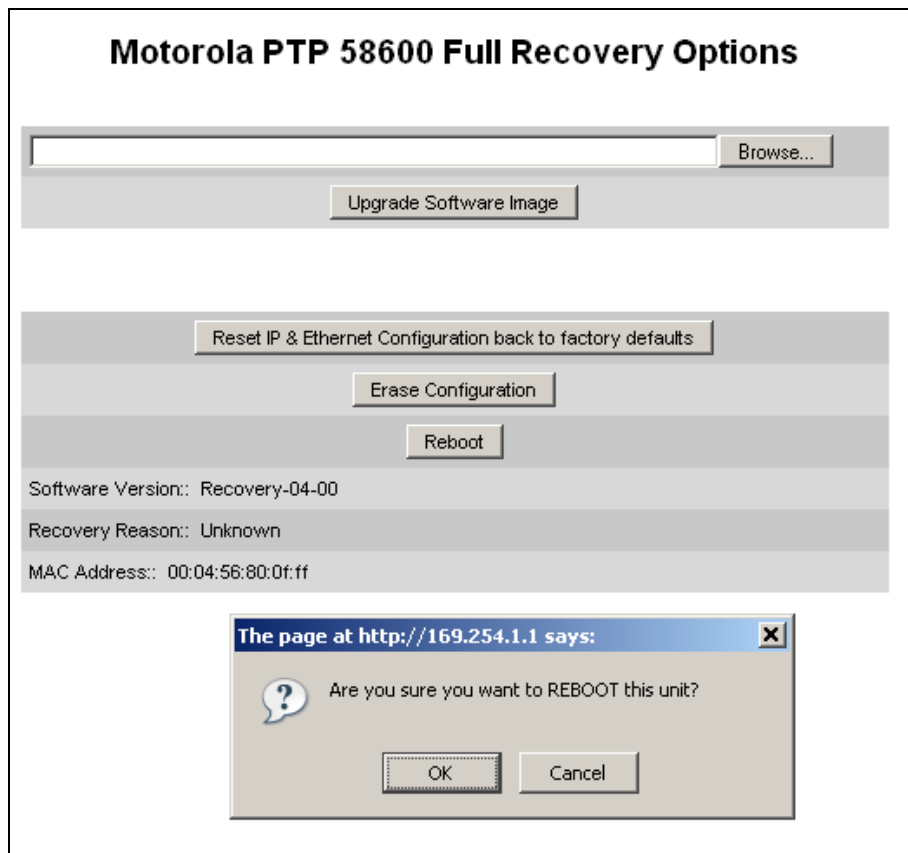 Motorola PTP 58600 Full Recovery Options
Browse...
Upgrade Software Image
Reset IP & Ethernet Configuration back to factory defaults
Erase Configuration
Reboot
Software Version:: Recovery-04-00
Recovery Reason:: Unknown
MAC Address:: 00:04:56:80:0f:ff
The page at http://169.254.1.1 says:
Are you sure you want to REBOOT this unit?
OK Cancel